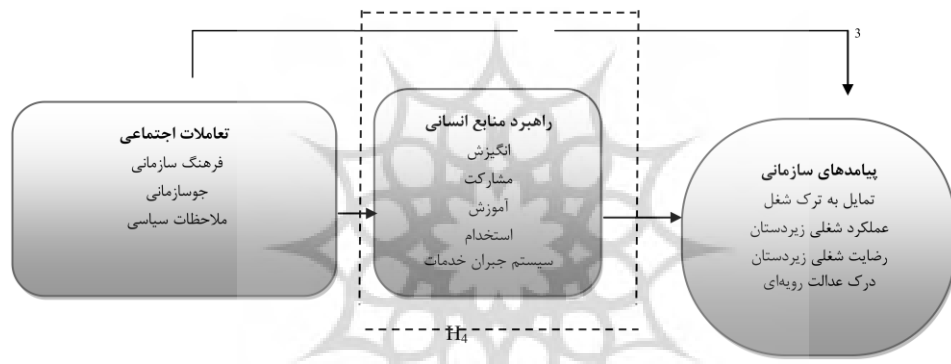 3
تعاملات اجتماعی
فرهنگ سازمانی
جوسازمانی
ملاحظات سیاسی
راهبرد منابع انسانی
انگیزش
مشارکت
آموزش
استخدام
سیستم جبران خدمات
پیامدهای سازمانی
تمایل به ترک شغل
عملکرد شغلی زیردستان
رضایت شغلی زیردستان
درک عدالت رویه‌ای
H₄